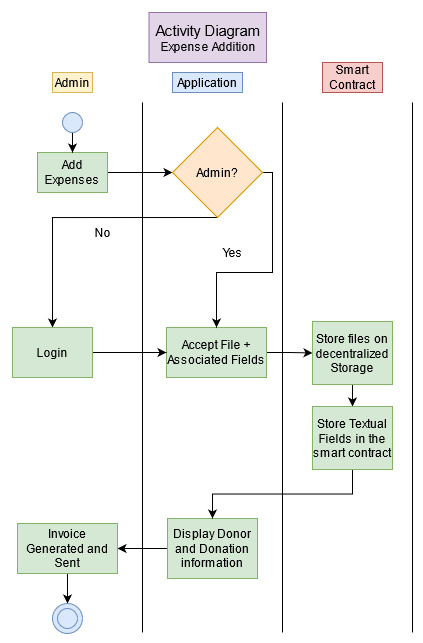 Activity Diagram
Expense Addition
Admin
Application
Smart
Contract
Add
Expenses
Admin?
No
Yes
Login
Accept File +
Associated Fields
Store files on
decentralized
Storage
Store Textual
Fields in the
smart contract
Display Donor
and Donation
information
Invoice
Generated and
Sent